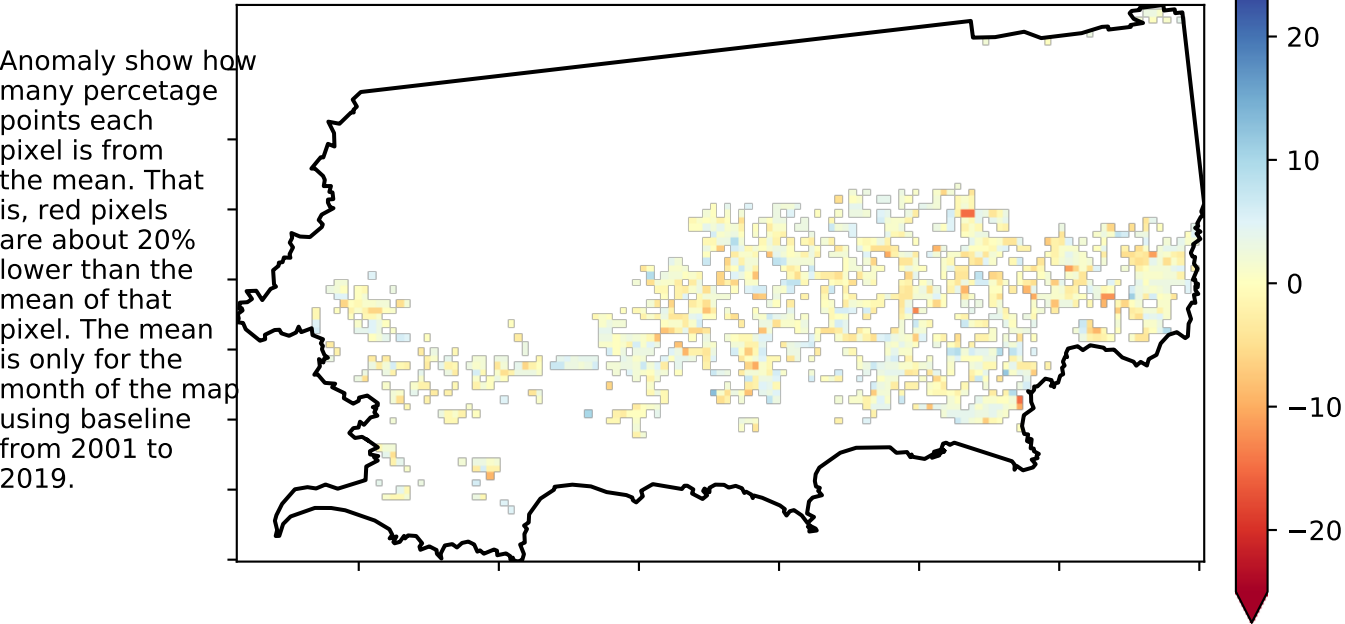 Anomaly show how
many percetage
points each
pixel is from
the mean. That
is, red pixels
are about 20%
lower than the
mean of that
pixel. The mean
is only for the
month of the map
using baseline
from 2001 to
2019.
20
10
0
−10
−20